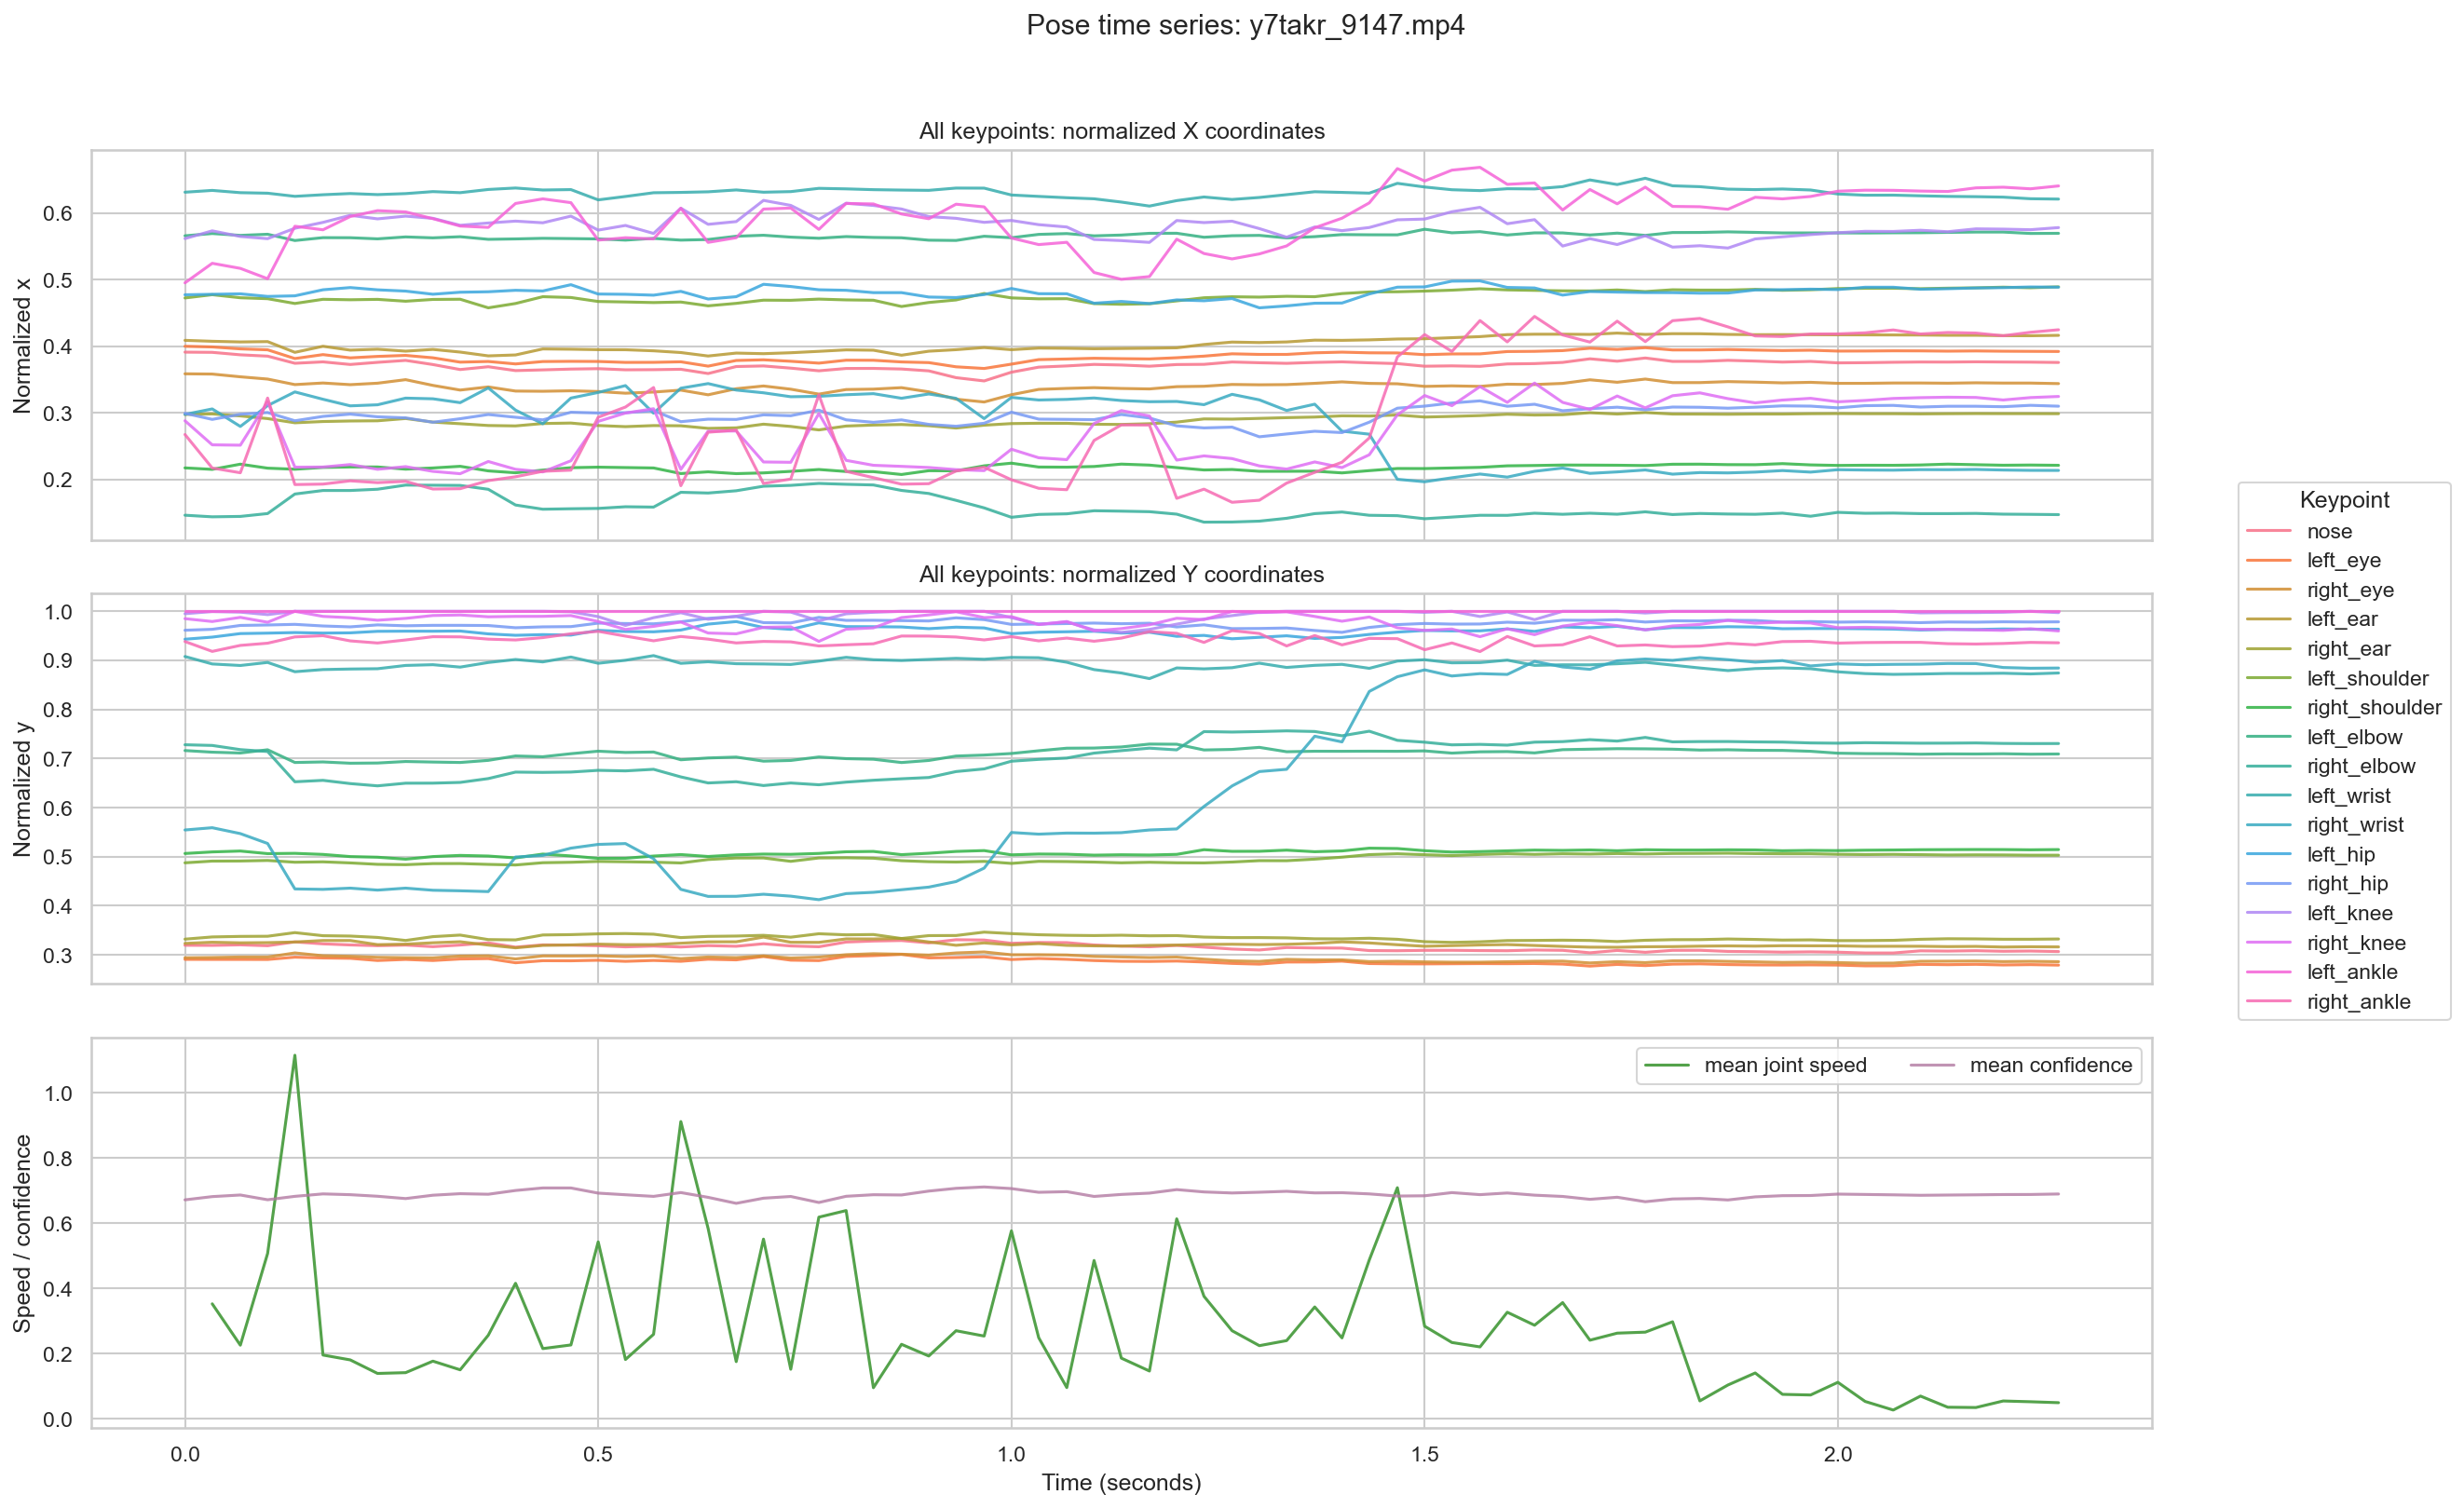 Pose time series: y7takr_9147.mp4
All keypoints: normalized X coordinates
Normalized x
0.6
0.5
0.4
0.3
0.2
All keypoints: normalized Y coordinates
Normalized y
1.0
0.9
0.8
0.7
0.6
0.5
0.4
0.3
Keypoint
nose
left_eye
right_eye
left_ear
right_ear
left_shoulder
right_shoulder
left_elbow
right_elbow
left_wrist
right_wrist
left_hip
right_hip
left_knee
right_knee
left_ankle
right_ankle
mean joint speed mean confidence
Speed / confidence
1.0
0.8
0.6
0.4
0.2
0.0
0.0 0.5 1.0 1.5 2.0
Time (seconds)